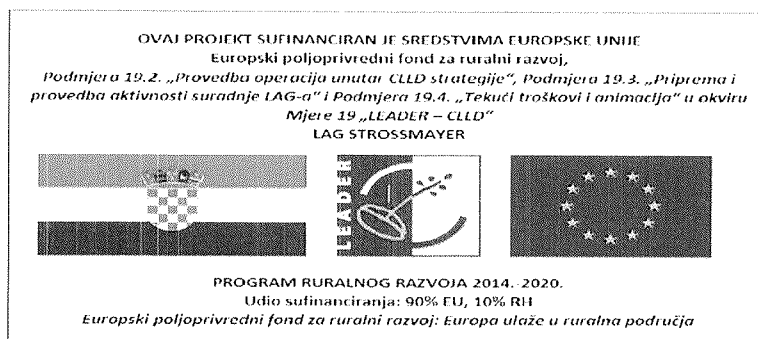 OVAJ PROJEKT SUFINANCIRAN JE SREDSTVIMA EUROPSKE UNIJE
Europski poljoprivredni fond za ruralni razvoj,
Podmjera 19.2. „Provedba operacija unutar CLLD strategije“, Podmjera 19.3. „Priprema i
provedba aktivnosti suradnje LAG-a“ i Podmjera 19.4. „Tekući troškovi i animacija“ u okviru
Mjere 19 „LEADER – CLLD“
LAG STROSSMAYER
LEADER
PROGRAM RURALNOG RAZVOJA 2014.-2020.
Udio sufinanciranja: 90% EU, 10% RH
Europski poljoprivredni fond za ruralni razvoj: Europa ulaže u ruralna područja